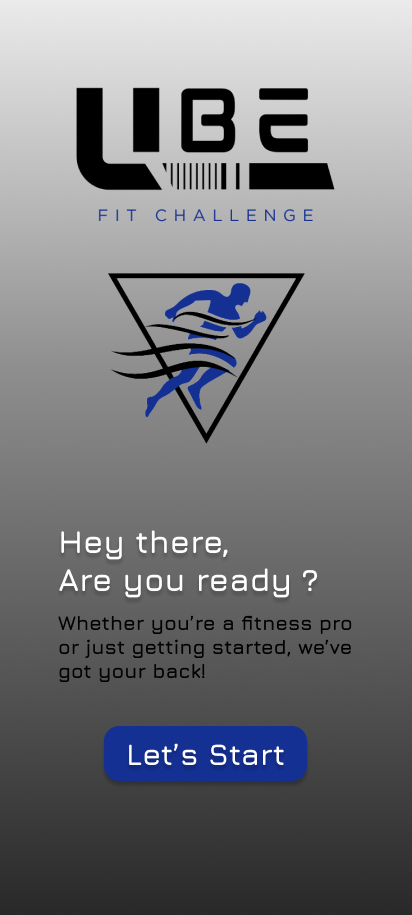 UBE
FIT CHALLENGE
Hey there,
Are you ready ?
Whether you're a fitness pro
or just getting started, we've
got your back!
Let's Start